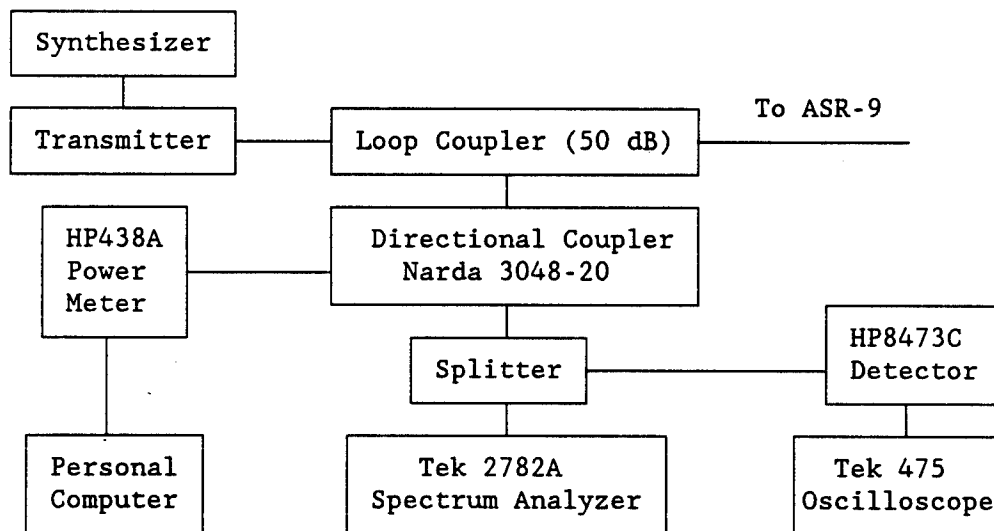 Synthesizer
Transmitter
Loop Coupler (50 dB)
To ASR-9
HP438A
Power
Meter
Directional Coupler
Narda 3048-20
Splitter
HP8473C
Detector
Personal
Computer
Tek 2782A
Spectrum Analyzer
Tek 475
Oscilloscope